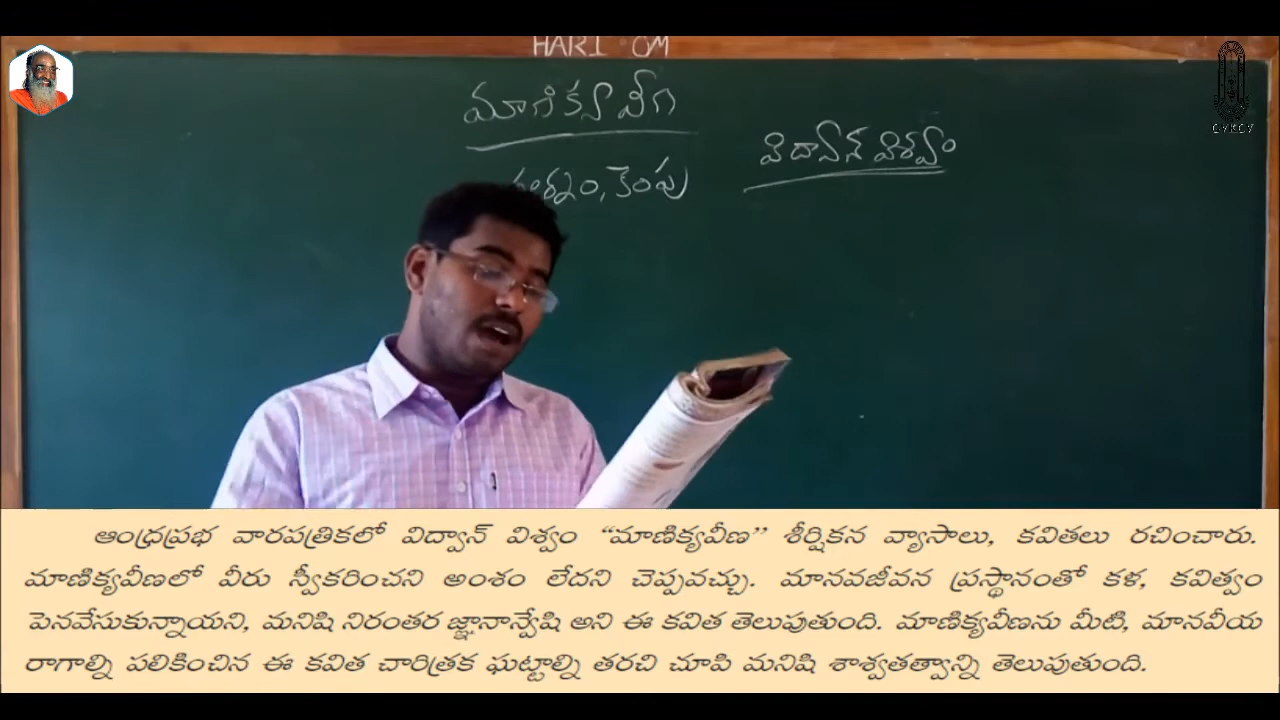 HARI OM
మాణిక్యవీణ
విద్వాన్ విశ్వం
కెంపు
CVKCV
ఆంధ్రప్రభ వారపత్రికలో విద్వాన్ విశ్వం “మాణిక్యవీణ” శీర్షికన వ్యాసాలు, కవితలు రచించారు.
మాణిక్యవీణలో వీరు స్వీకరించని అంశం లేదని చెప్పవచ్చు. మానవజీవన ప్రస్థానంతో కళ, కవిత్వం
పెనవేసుకున్నాయని, మనిషి నిరంతర జ్ఞానాన్వేషి అని ఈ కవిత తెలుపుతుంది. మాణిక్యవీణను మీటి, మానవీయ
రాగాల్ని పలికించిన ఈ కవిత చారిత్రక ఘట్టాల్ని తరచి చూపి మనిషి శాశ్వతత్వాన్ని తెలుపుతుంది.